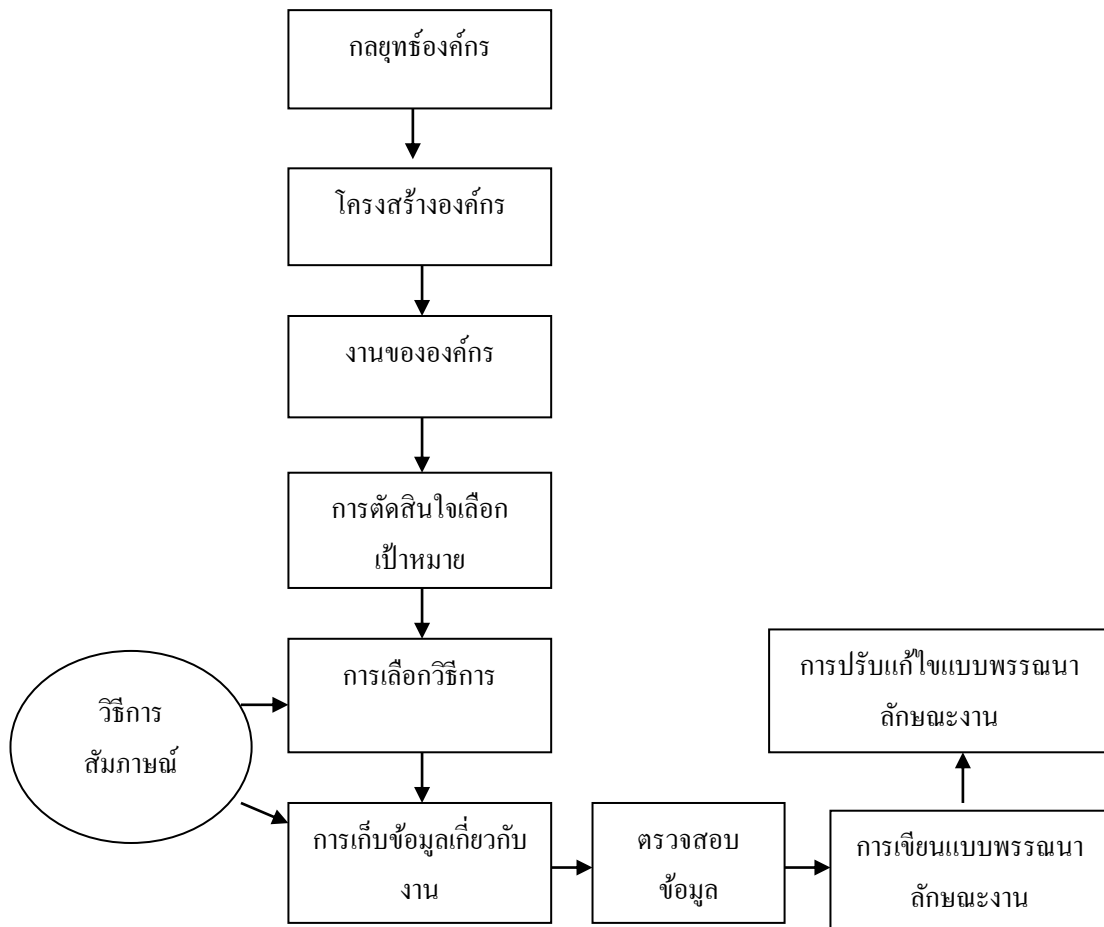 กลยุทธ์องค์กร
โครงสร้างองค์กร
งานขององค์กร
การตัดสินใจเลือก
เป้าหมาย
การเลือกวิธีการ
วิธีการ
สัมภาษณ์
การเก็บข้อมูลเกี่ยวกับ
งาน
ตรวจสอบ
ข้อมูล
การเขียนแบบพรรณนา
ลักษณะงาน
การปรับแก้ไขแบบพรรณนา
ลักษณะงาน